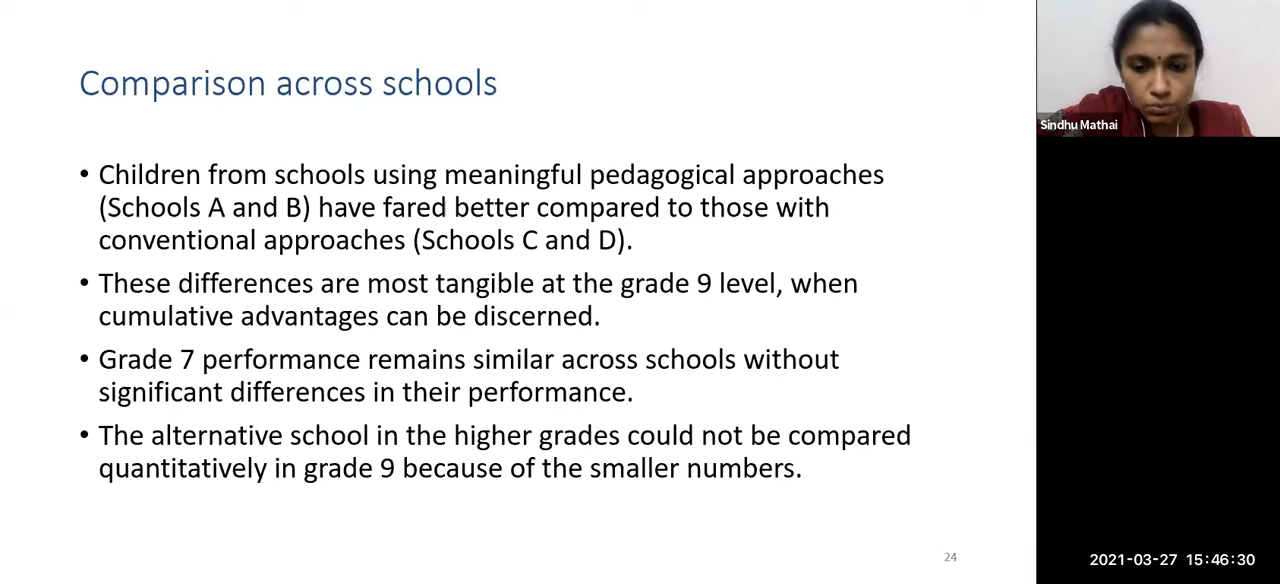 Comparison across schools
• Children from schools using meaningful pedagogical approaches
(Schools A and B) have fared better compared to those with
conventional approaches (Schools C and D).
• These differences are most tangible at the grade 9 level, when
cumulative advantages can be discerned.
• Grade 7 performance remains similar across schools without
significant differences in their performance.
• The alternative school in the higher grades could not be compared
quantitatively in grade 9 because of the smaller numbers.
24
Sindhu Mathai
2021-03-27 15:46:30